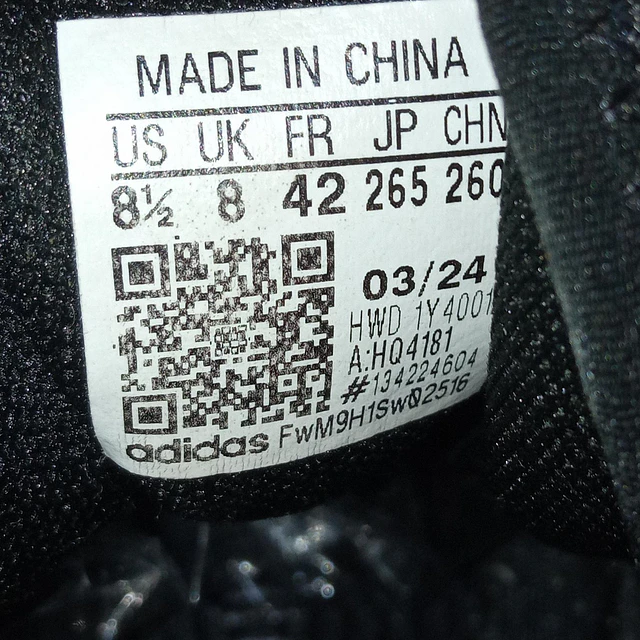 MADE IN CHINA
US UK FR JP CHN
8½ 8 42 265 260
03/24
HWD 1Y4001
A:HQ4181
#134224604
adidas FwM9H1Sw02516